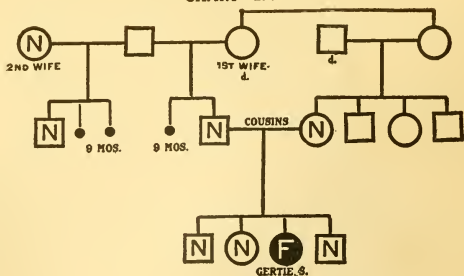 N
2ND WIFE
1ST WIFE-
d.
d.
N
9 MOS.
9 MOS.
N
COUSINS
N
N
N
F
N
GERTIE, S.